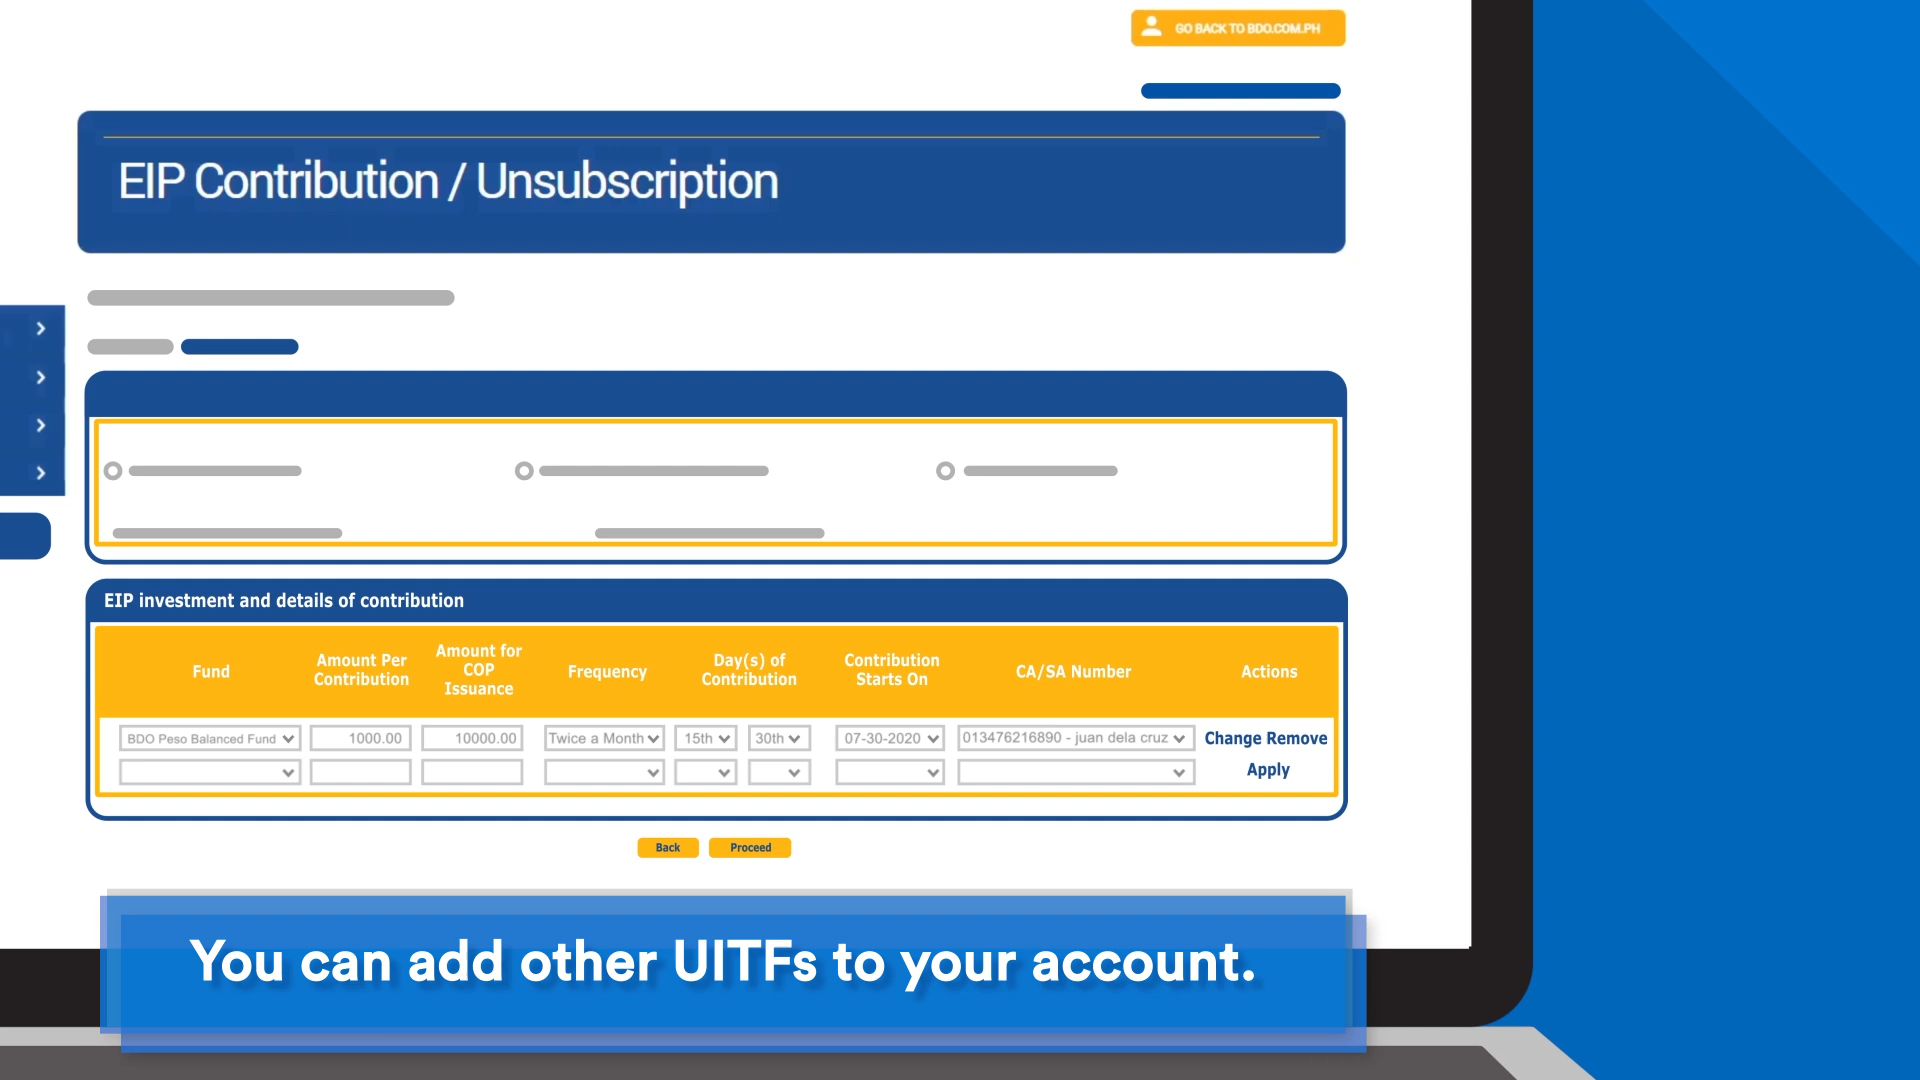 GO BACK TO BDO.COM.PH
EIP Contribution / Unsubscription
EIP investment and details of contribution
Fund
Amount Per
Contribution
Amount for
COP
Issuance
Frequency
Day(s) of
Contribution
Contribution
Starts On
CA/SA Number
Actions
BDO Peso Balanced Fund 1000.00 10000.00 Twice a Month 15th 30th 07-30-2020 013476216890 - juan dela cruz Change Remove
Apply
Back Proceed
You can add other UITFs to your account.